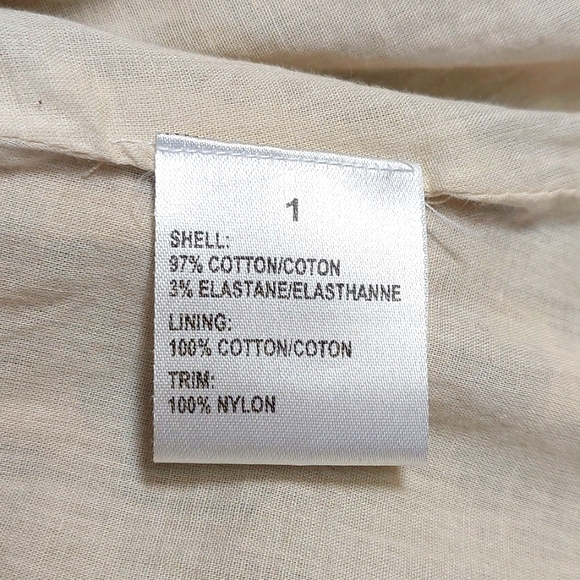 1
SHELL:
97% COTTON/COTON
3% ELASTANE/ELASTHANNE
LINING:
100% COTTON/COTON
TRIM:
100% NYLON